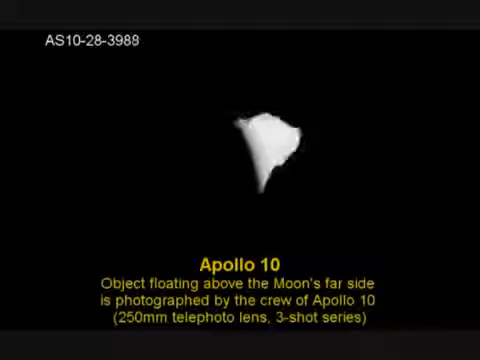 AS10-28-3988
Apollo 10
Object floating above the Moon's far side
is photographed by the crew of Apollo 10
(250mm telephoto lens, 3-shot series)